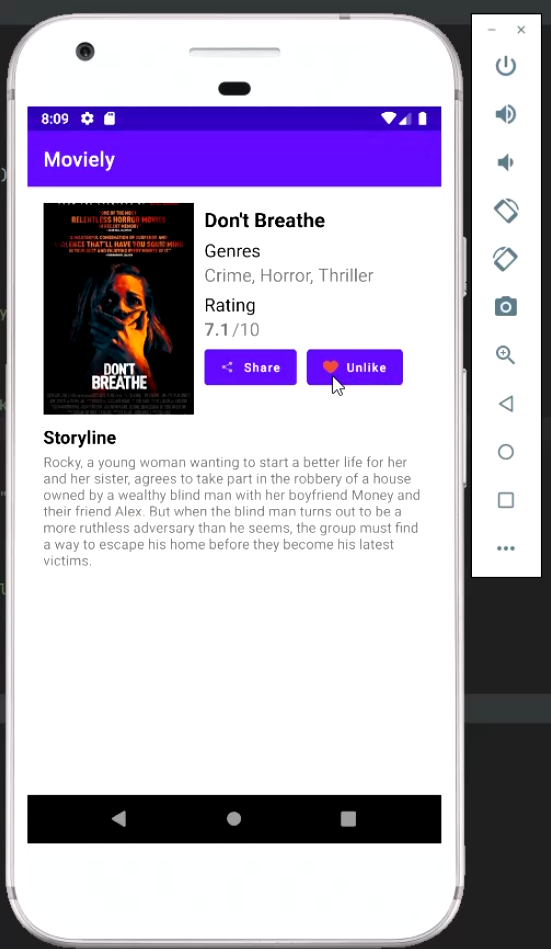 8:09
Moviely
ONE OF THE MOST
RELENTLESS HORROR MOVIES
A MASTERFUL COMBINATION OF SUSPENSE AND
VIOLENCE THAT'LL HAVE YOU SQUIRMING
DON'T
BREATHE
Don't Breathe
Genres
Crime, Horror, Thriller
Rating
7.1/10
Share Unlike
Storyline
Rocky, a young woman wanting to start a better life for her
and her sister, agrees to take part in the robbery of a house
owned by a wealthy blind man with her boyfriend Money and
their friend Alex. But when the blind man turns out to be a
more ruthless adversary than he seems, the group must find
a way to escape his home before they become his latest
victims.